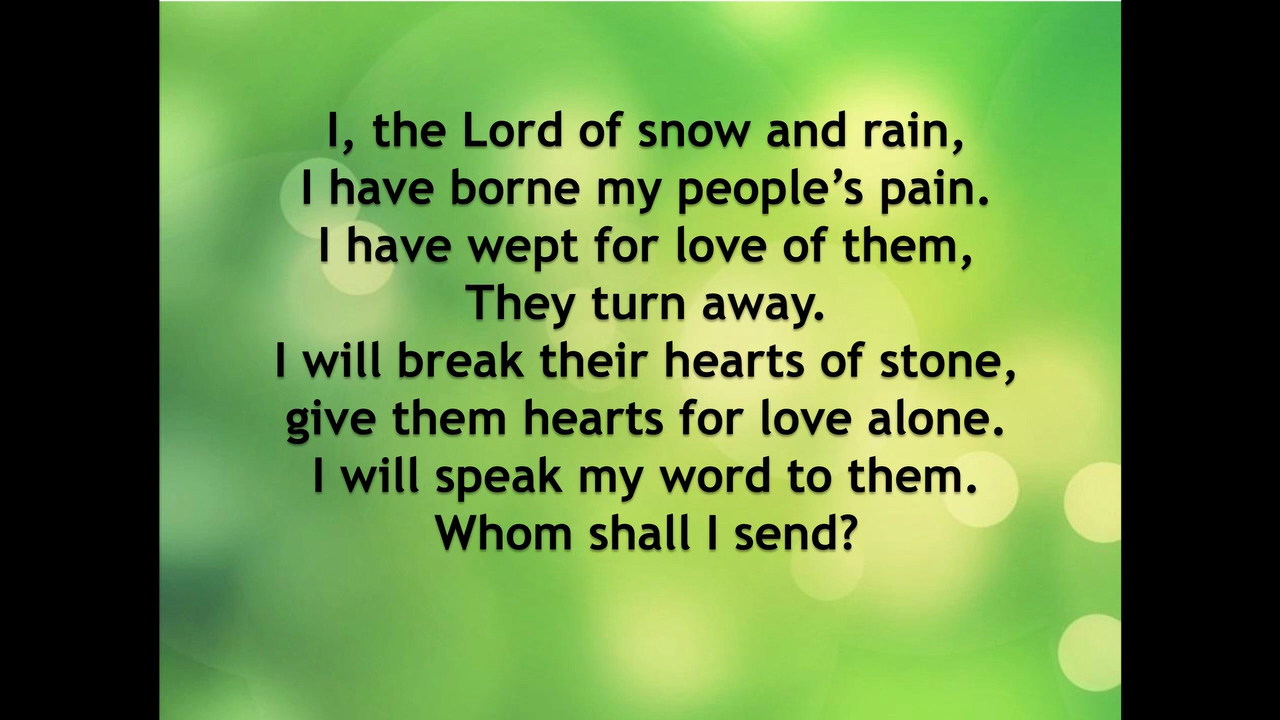 I, the Lord of snow and rain,
I have borne my people’s pain.
I have wept for love of them,
They turn away.
I will break their hearts of stone,
give them hearts for love alone.
I will speak my word to them.
Whom shall I send?